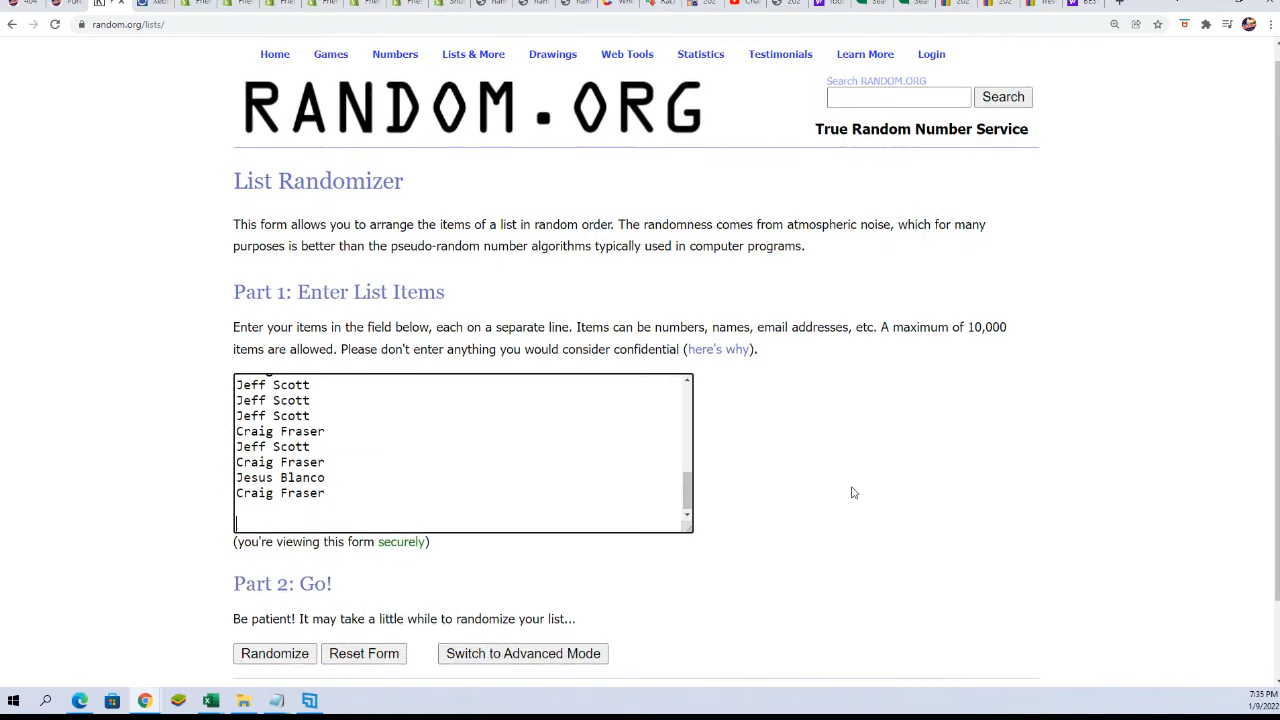 random.org/lists/
Home Games Numbers Lists & More Drawings Web Tools Statistics Testimonials Learn More Login
RANDOM.ORG
Search RANDOM.ORG
Search
True Random Number Service
List Randomizer
This form allows you to arrange the items of a list in random order. The randomness comes from atmospheric noise, which for many
purposes is better than the pseudo-random number algorithms typically used in computer programs.
Part 1: Enter List Items
Enter your items in the field below, each on a separate line. Items can be numbers, names, email addresses, etc. A maximum of 10,000
items are allowed. Please don't enter anything you would consider confidential (here's why).
Jeff Scott
Jeff Scott
Jeff Scott
Craig Fraser
Jeff Scott
Craig Fraser
Jesus Blanco
Craig Fraser
(you're viewing this form securely)
Part 2: Go!
Be patient! It may take a little while to randomize your list...
Randomize Reset Form Switch to Advanced Mode
7:35 PM
1/9/2022